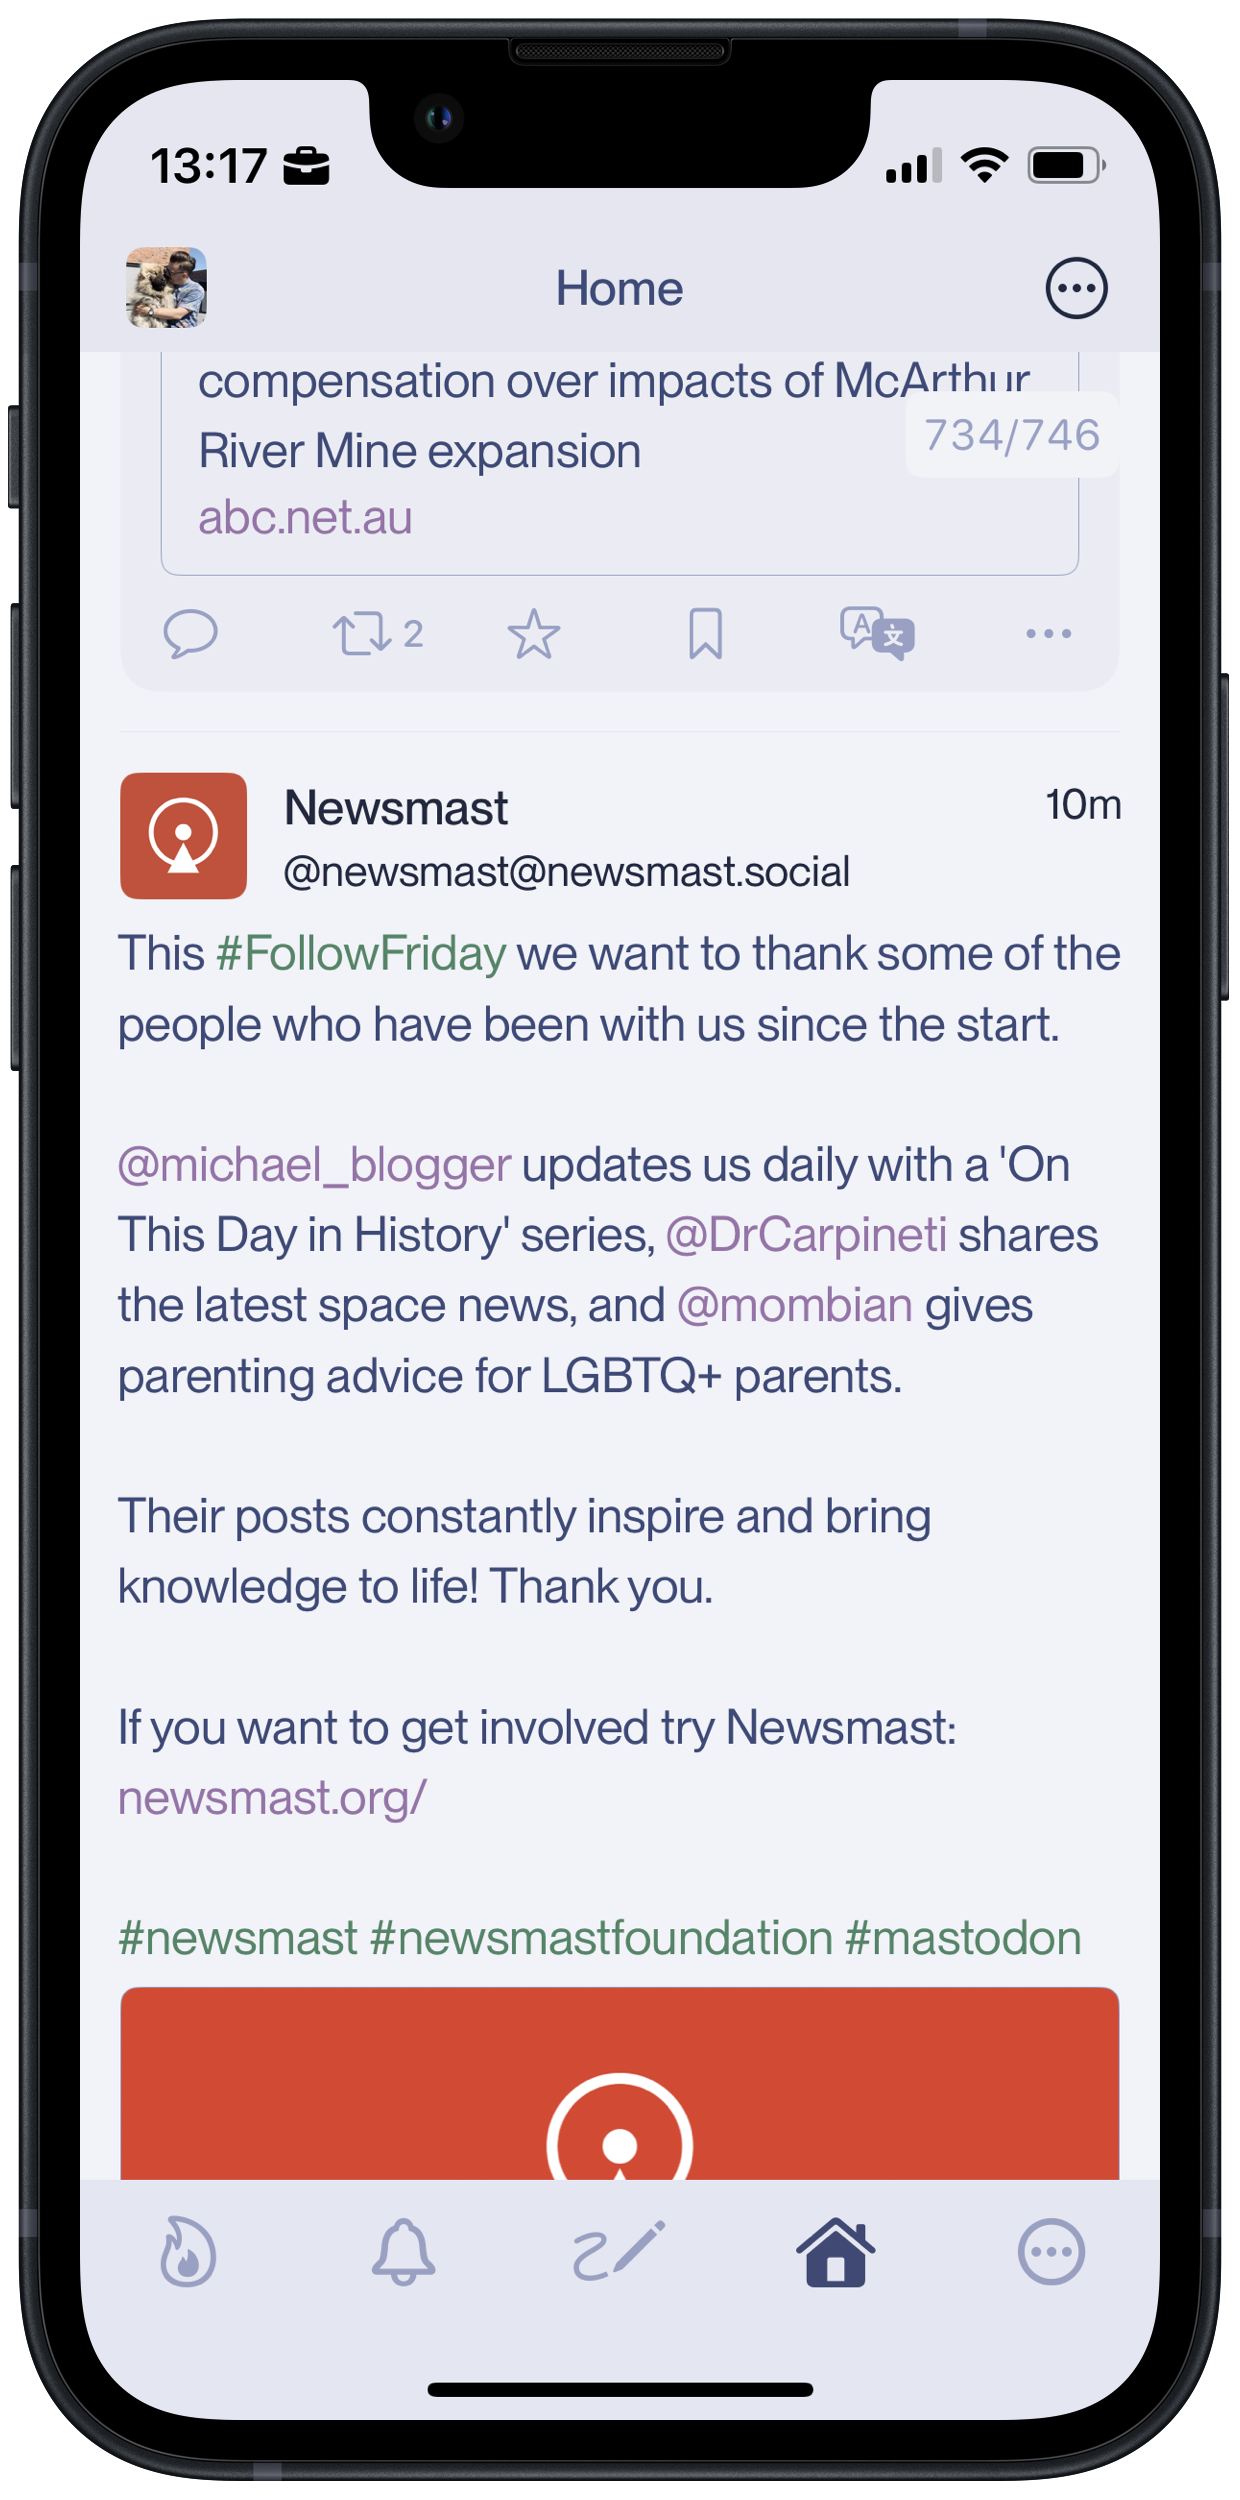 13:17
Home
compensation over impacts of McArthur
734/746
River Mine expansion
abc.net.au
2
A 文
Newsmast
10m
@newsmast@newsmast.social
This #FollowFriday we want to thank some of the
people who have been with us since the start.
@michael_blogger updates us daily with a 'On
This Day in History' series, @DrCarpineti shares
the latest space news, and @mombian gives
parenting advice for LGBTQ+ parents.
Their posts constantly inspire and bring
knowledge to life! Thank you.
If you want to get involved try Newsmast:
newsmast.org/
#newsmast #newsmastfoundation #mastodon